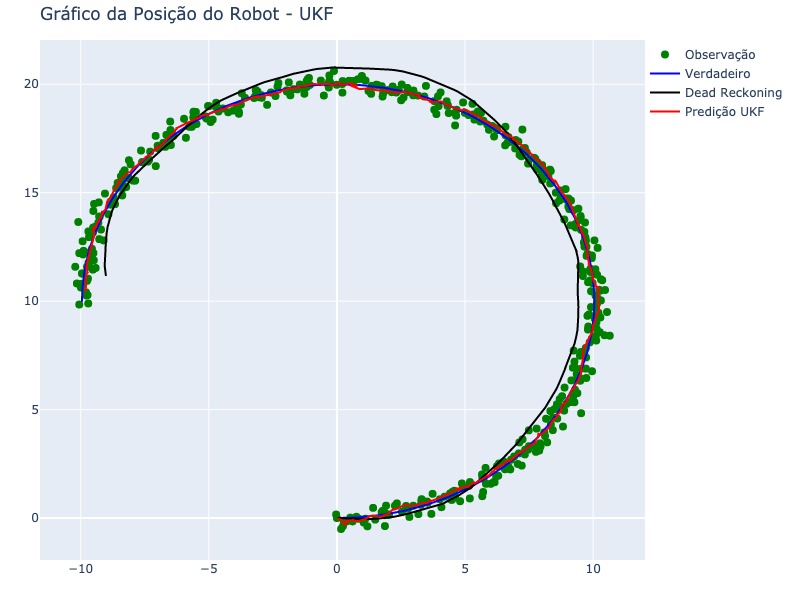 Gráfico da Posição do Robot - UKF
Observação
Verdadeiro
Dead Reckoning
Predição UKF
20
15
10
5
0
−10
−5
0
5
10